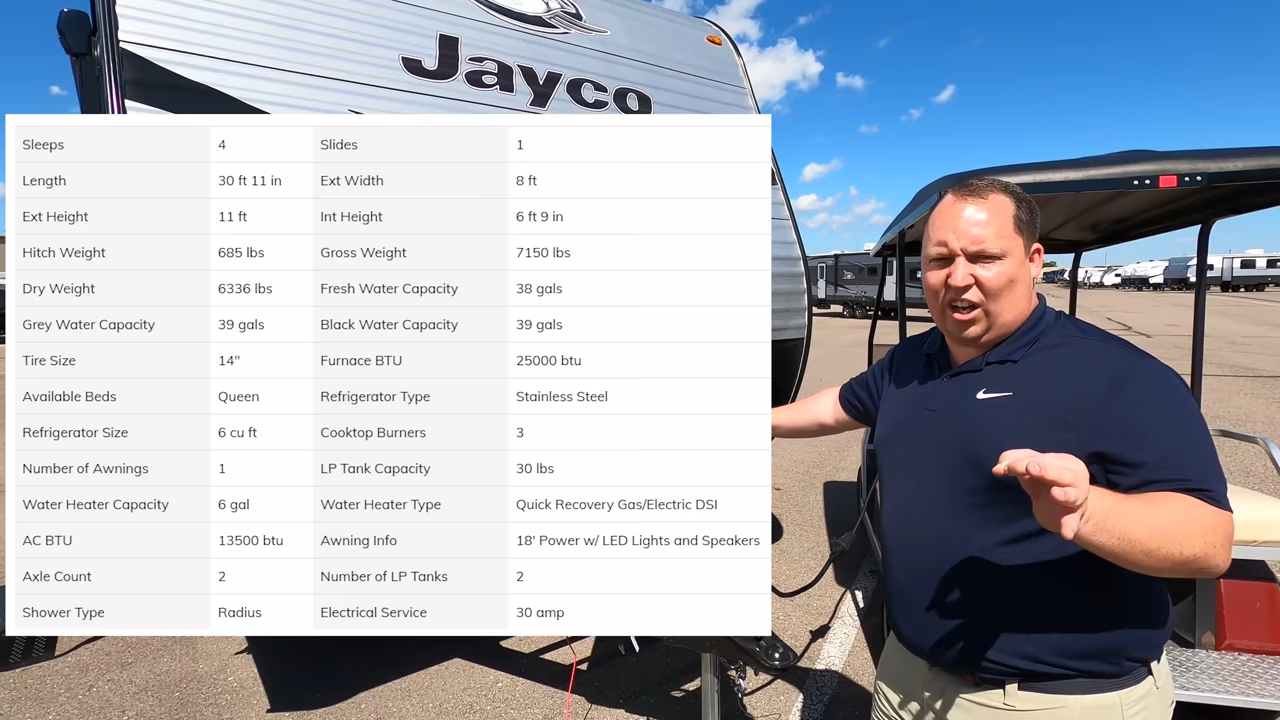 Jayco
Sleeps 4 Slides 1
Length 30 ft 11 in Ext Width 8 ft
Ext Height 11 ft Int Height 6 ft 9 in
Hitch Weight 685 lbs Gross Weight 7150 lbs
Dry Weight 6336 lbs Fresh Water Capacity 38 gals
Grey Water Capacity 39 gals Black Water Capacity 39 gals
Tire Size 14" Furnace BTU 25000 btu
Available Beds Queen Refrigerator Type Stainless Steel
Refrigerator Size 6 cu ft Cooktop Burners 3
Number of Awnings 1 LP Tank Capacity 30 lbs
Water Heater Capacity 6 gal Water Heater Type Quick Recovery Gas/Electric DSI
AC BTU 13500 btu Awning Info 18' Power w/ LED Lights and Speakers
Axle Count 2 Number of LP Tanks 2
Shower Type Radius Electrical Service 30 amp